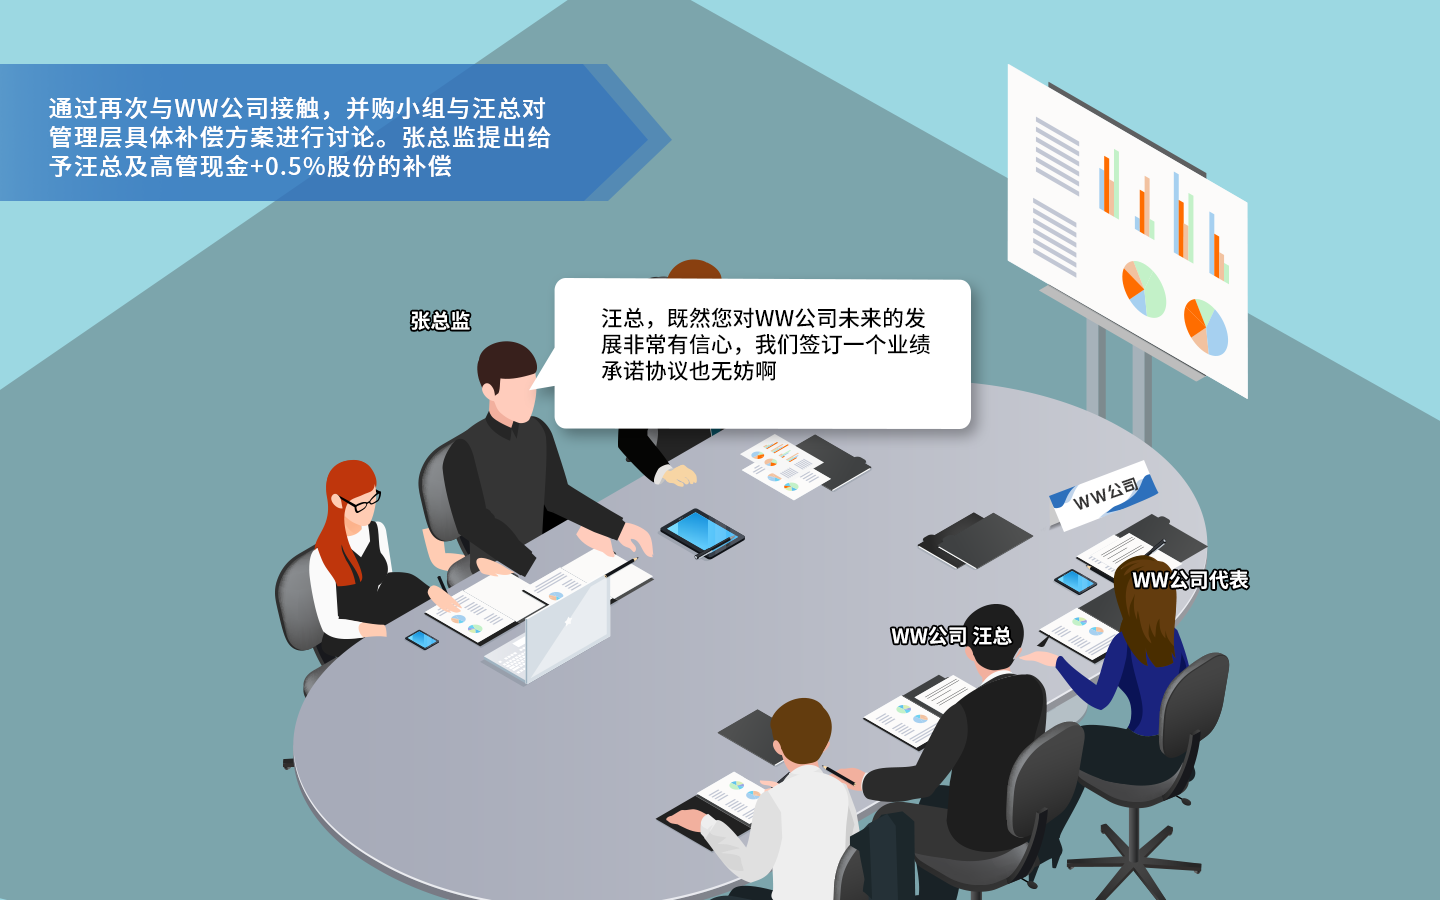 通过再次与WW公司接触，并购小组与汪总对
管理层具体补偿方案进行讨论。张总监提出给
予汪总及高管现金+0.5%股份的补偿
张总监
汪总，既然您对WW公司未来的发
展非常有信心，我们签订一个业绩
承诺协议也无妨啊
WW公司
WW公司代表
WW公司 汪总